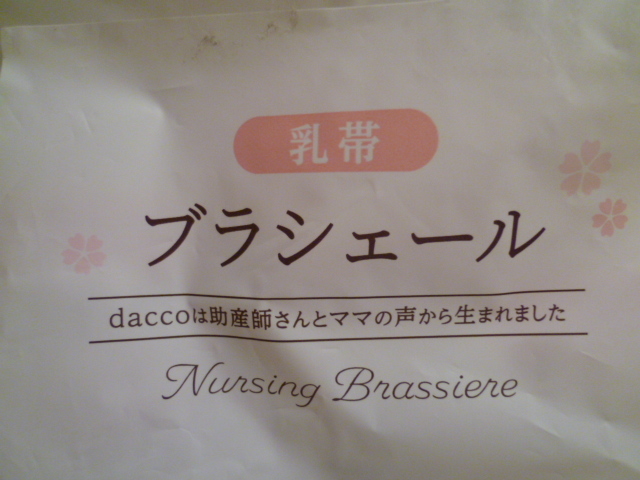 乳帯
ブラシェール
daccoは助産師さんとママの声から生まれました
Nursing Brassiere